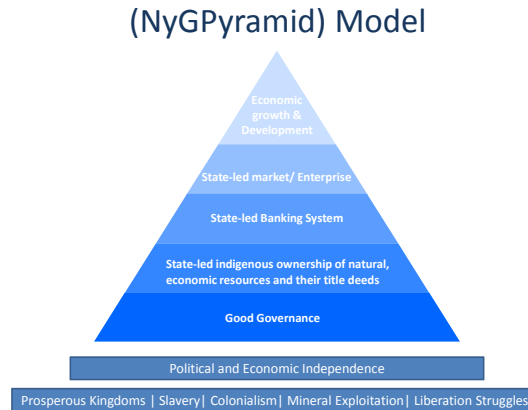 (NyGPyramid) Model
Economic
growth &
Development
State-led market/ Enterprise
State-led Banking System
State-led indigenous ownership of natural,
economic resources and their title deeds
Good Governance
Political and Economic Independence
Prosperous Kingdoms | Slavery| Colonialism| Mineral Exploitation| Liberation Struggles